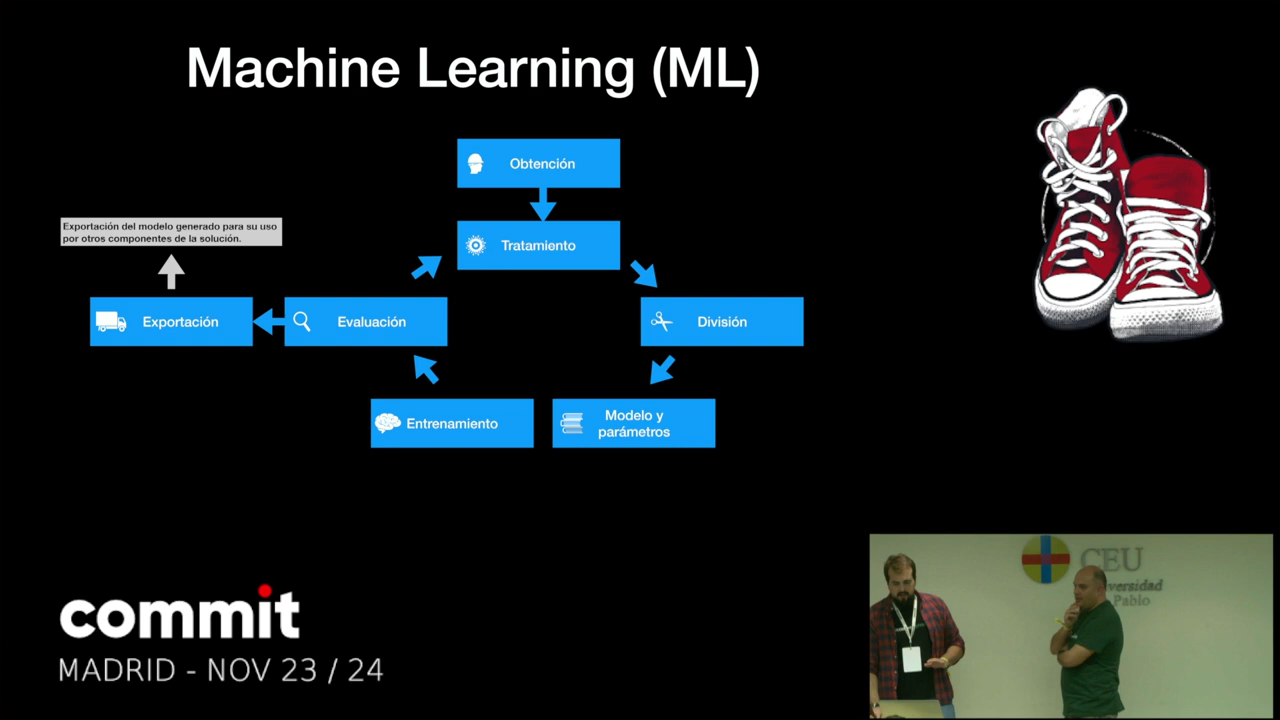 Machine Learning (ML)
Obtención
Exportación del modelo generado para su uso
por otros componentes de la solución.
Tratamiento
Exportación
Evaluación
División
Entrenamiento
Modelo y
parámetros
commit
MADRID - NOV 23 / 24
CEU
Pablo